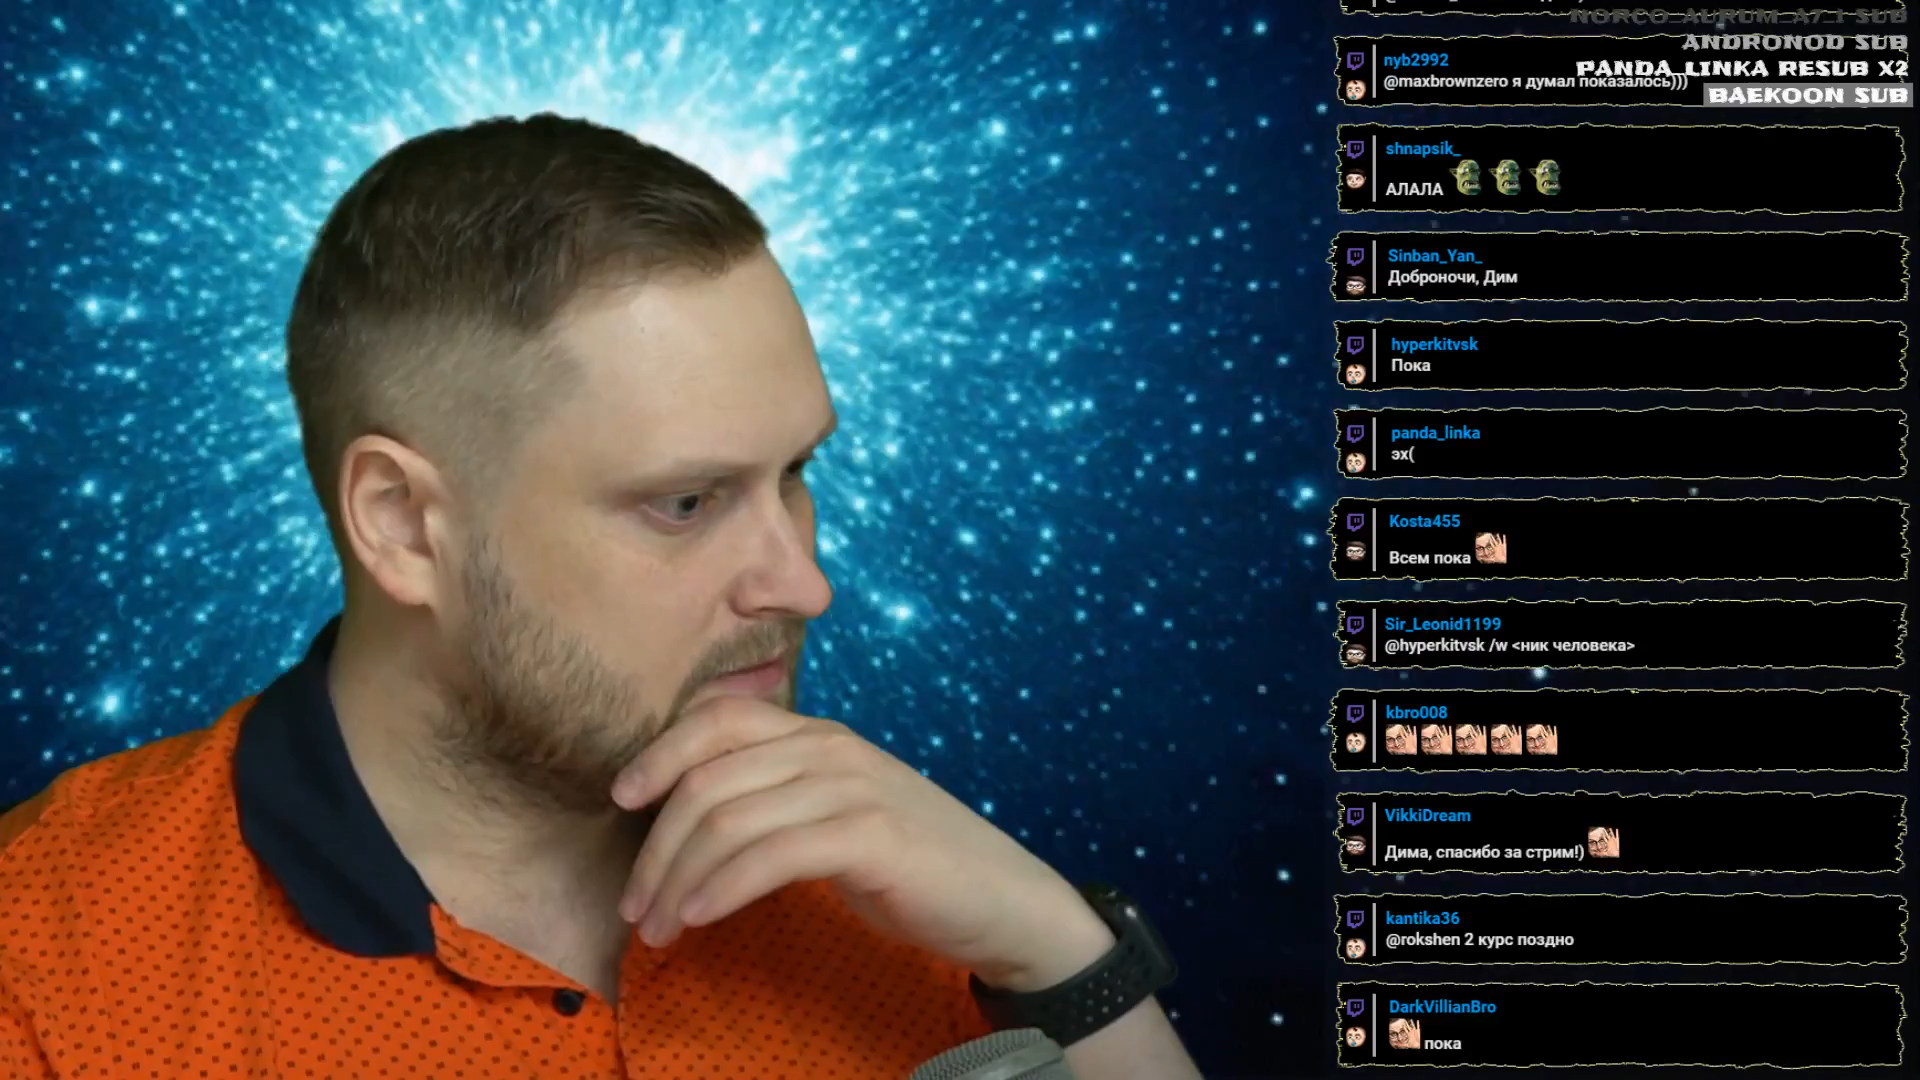 NORCO_AURUM_A7_1 SUB
ANDRONOD SUB
PANDA_LINKA RESUB X2
BAEKOON SUB
nyb2992
@maxbrownzero я думал показалось)))
shnapsik_
АЛАЛА
Sinban_Yan_
Доброночи, Дим
hyperkitvsk
Пока
panda_linka
эх(
Kosta455
Всем пока
Sir_Leonid1199
@hyperkitvsk /w <ник человека>
kbro008
VikkiDream
Дима, спасибо за стрим!)
kantika36
@rokshen 2 курс поздно
DarkVillianBro
пока